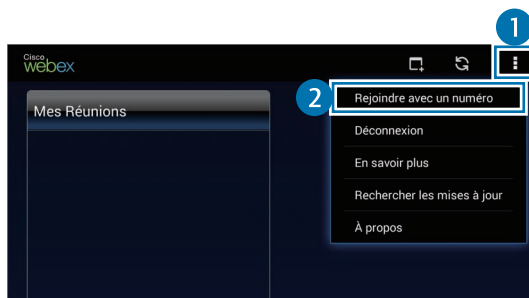 1
Cisco
webex
2
Rejoindre avec un numéro
Mes Réunions
Déconnexion
En savoir plus
Rechercher les mises à jour
À propos